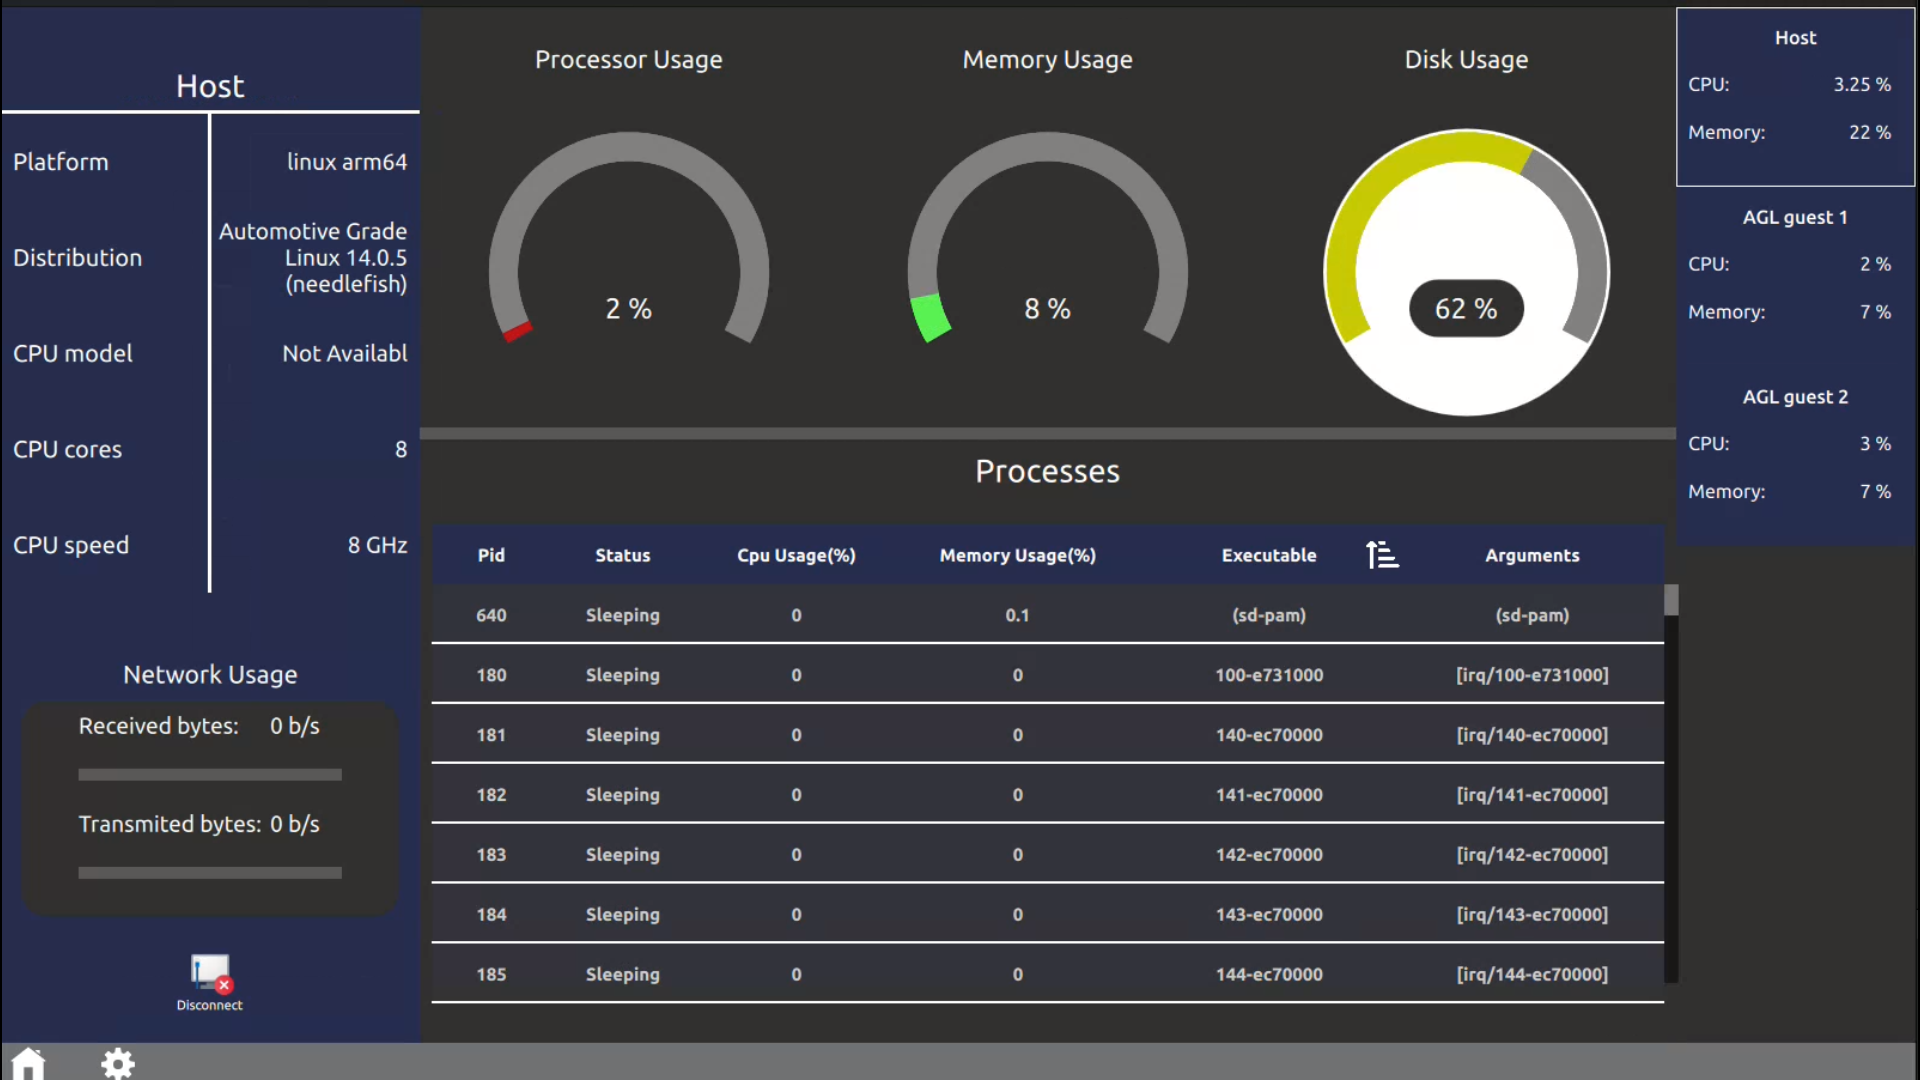 Host
Platform linux arm64
Distribution Automotive Grade
Linux 14.0.5
(needlefish)
CPU model Not Availabl
CPU cores 8
CPU speed 8 GHz
Network Usage
Received bytes: 0 b/s
Transmited bytes: 0 b/s
Disconnect
Processor Usage
2 %
Memory Usage
8 %
Disk Usage
62 %
Processes
Pid Status Cpu Usage(%) Memory Usage(%) Executable Arguments
640 Sleeping 0 0.1 (sd-pam) (sd-pam)
180 Sleeping 0 0 100-e731000 [irq/100-e731000]
181 Sleeping 0 0 140-ec70000 [irq/140-ec70000]
182 Sleeping 0 0 141-ec70000 [irq/141-ec70000]
183 Sleeping 0 0 142-ec70000 [irq/142-ec70000]
184 Sleeping 0 0 143-ec70000 [irq/143-ec70000]
185 Sleeping 0 0 144-ec70000 [irq/144-ec70000]
Host
CPU: 3.25 %
Memory: 22 %
AGL guest 1
CPU: 2 %
Memory: 7 %
AGL guest 2
CPU: 3 %
Memory: 7 %